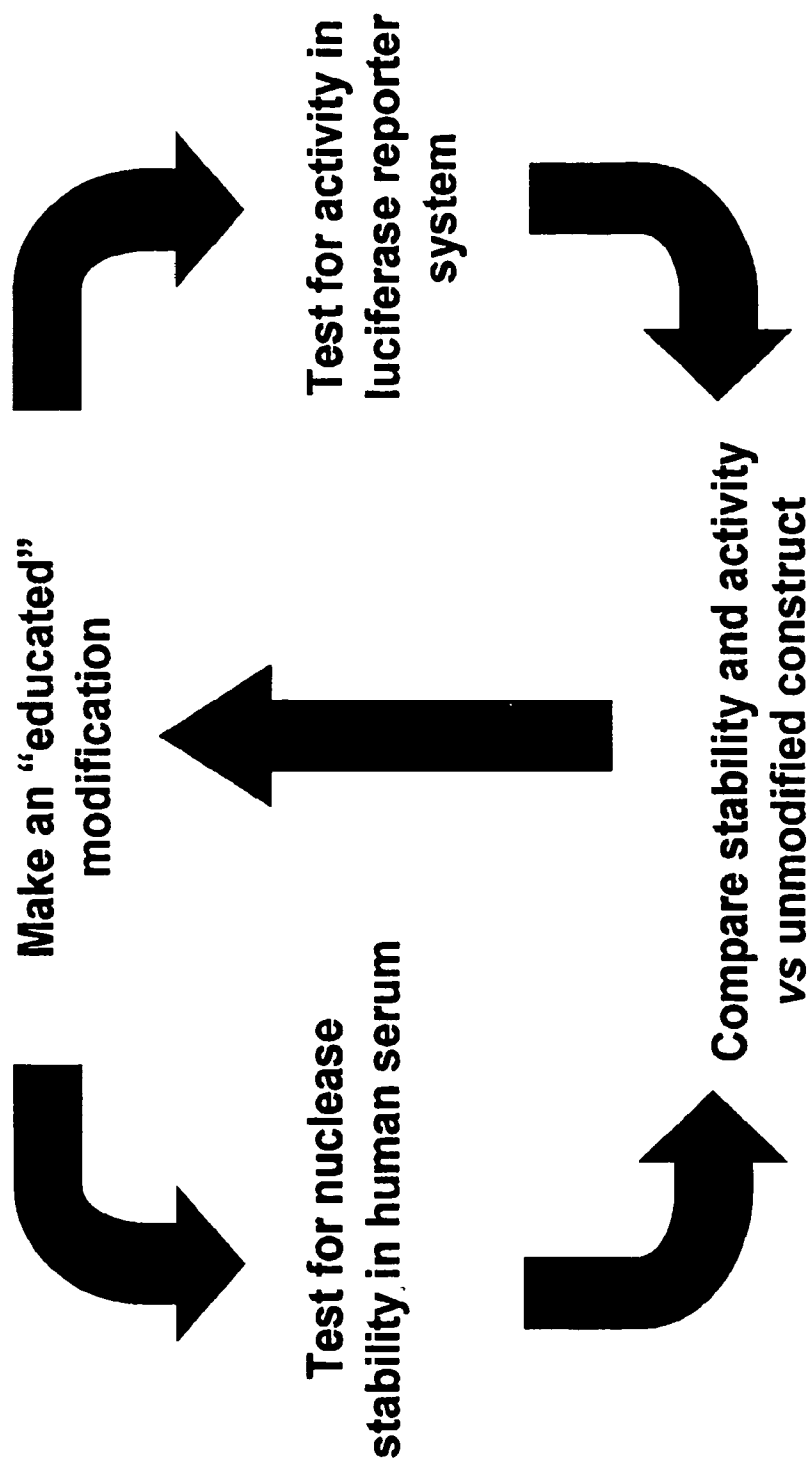 Make an “educated”
modification
Test for nuclease
stability in human serum
Test for activity in
luciferase reporter
system
Compare stability and activity
vs unmodified construct